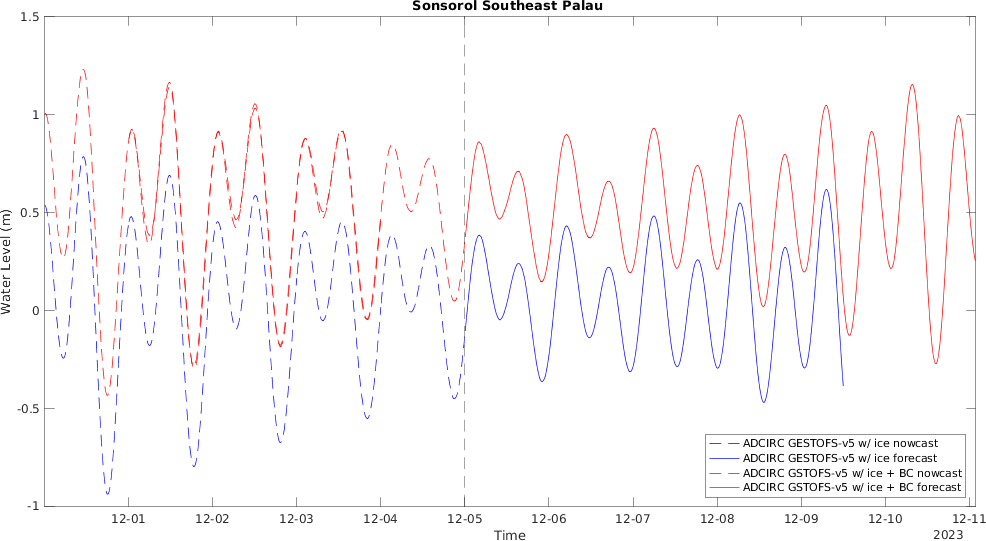 Sonsorol Southeast Palau
1.5
1
0.5
0
-0.5
-1
Water Level (m)
12-01 12-02 12-03 12-04 12-05 12-06 12-07 12-08 12-09 12-10 12-11
Time
2023
ADCIRC GESTOFS-v5 w/ ice nowcast
ADCIRC GESTOFS-v5 w/ ice forecast
ADCIRC GSTOFS-v5 w/ ice + BC nowcast
ADCIRC GSTOFS-v5 w/ ice + BC forecast